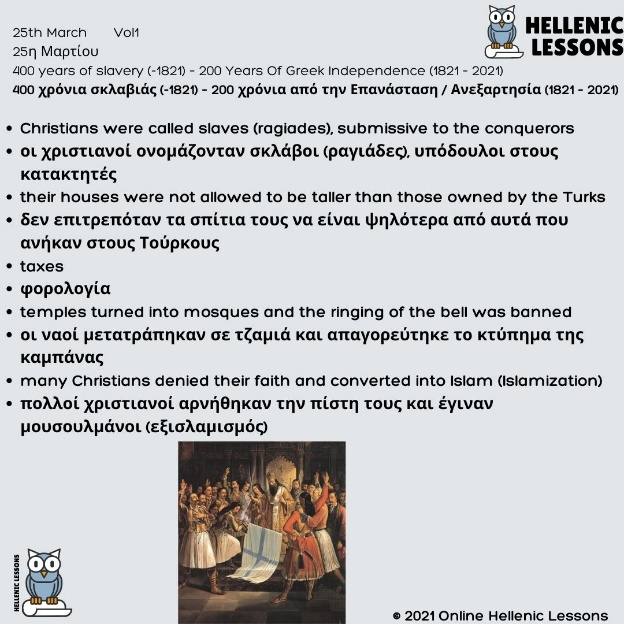 HELLENIC
LESSONS
25th March Vol1
25η Μαρτίου
400 years of slavery (-1821) - 200 Years Of Greek Independence (1821 - 2021)
400 χρόνια σκλαβιάς (-1821) - 200 χρόνια από την Επανάσταση / Ανεξαρτησία (1821 - 2021)
• Christians were called slaves (ragiades), submissive to the conquerors
• οι χριστιανοί ονομάζονταν σκλάβοι (ραγιάδες), υπόδουλοι στους
κατακτητές
• their houses were not allowed to be taller than those owned by the Turks
• δεν επιτρεπόταν τα σπίτια τους να είναι ψηλότερα από αυτά που
ανήκαν στους Τούρκους
• taxes
• φορολογία
• temples turned into mosques and the ringing of the bell was banned
• οι ναοί μετατράπηκαν σε τζαμιά και απαγορεύτηκε το κτύπημα της
καμπάνας
• many Christians denied their faith and converted into Islam (Islamization)
• πολλοί χριστιανοί αρνήθηκαν την πίστη τους και έγιναν
μουσουλμάνοι (εξισλαμισμός)
HELLENIC LESSONS
© 2021 Online Hellenic Lessons